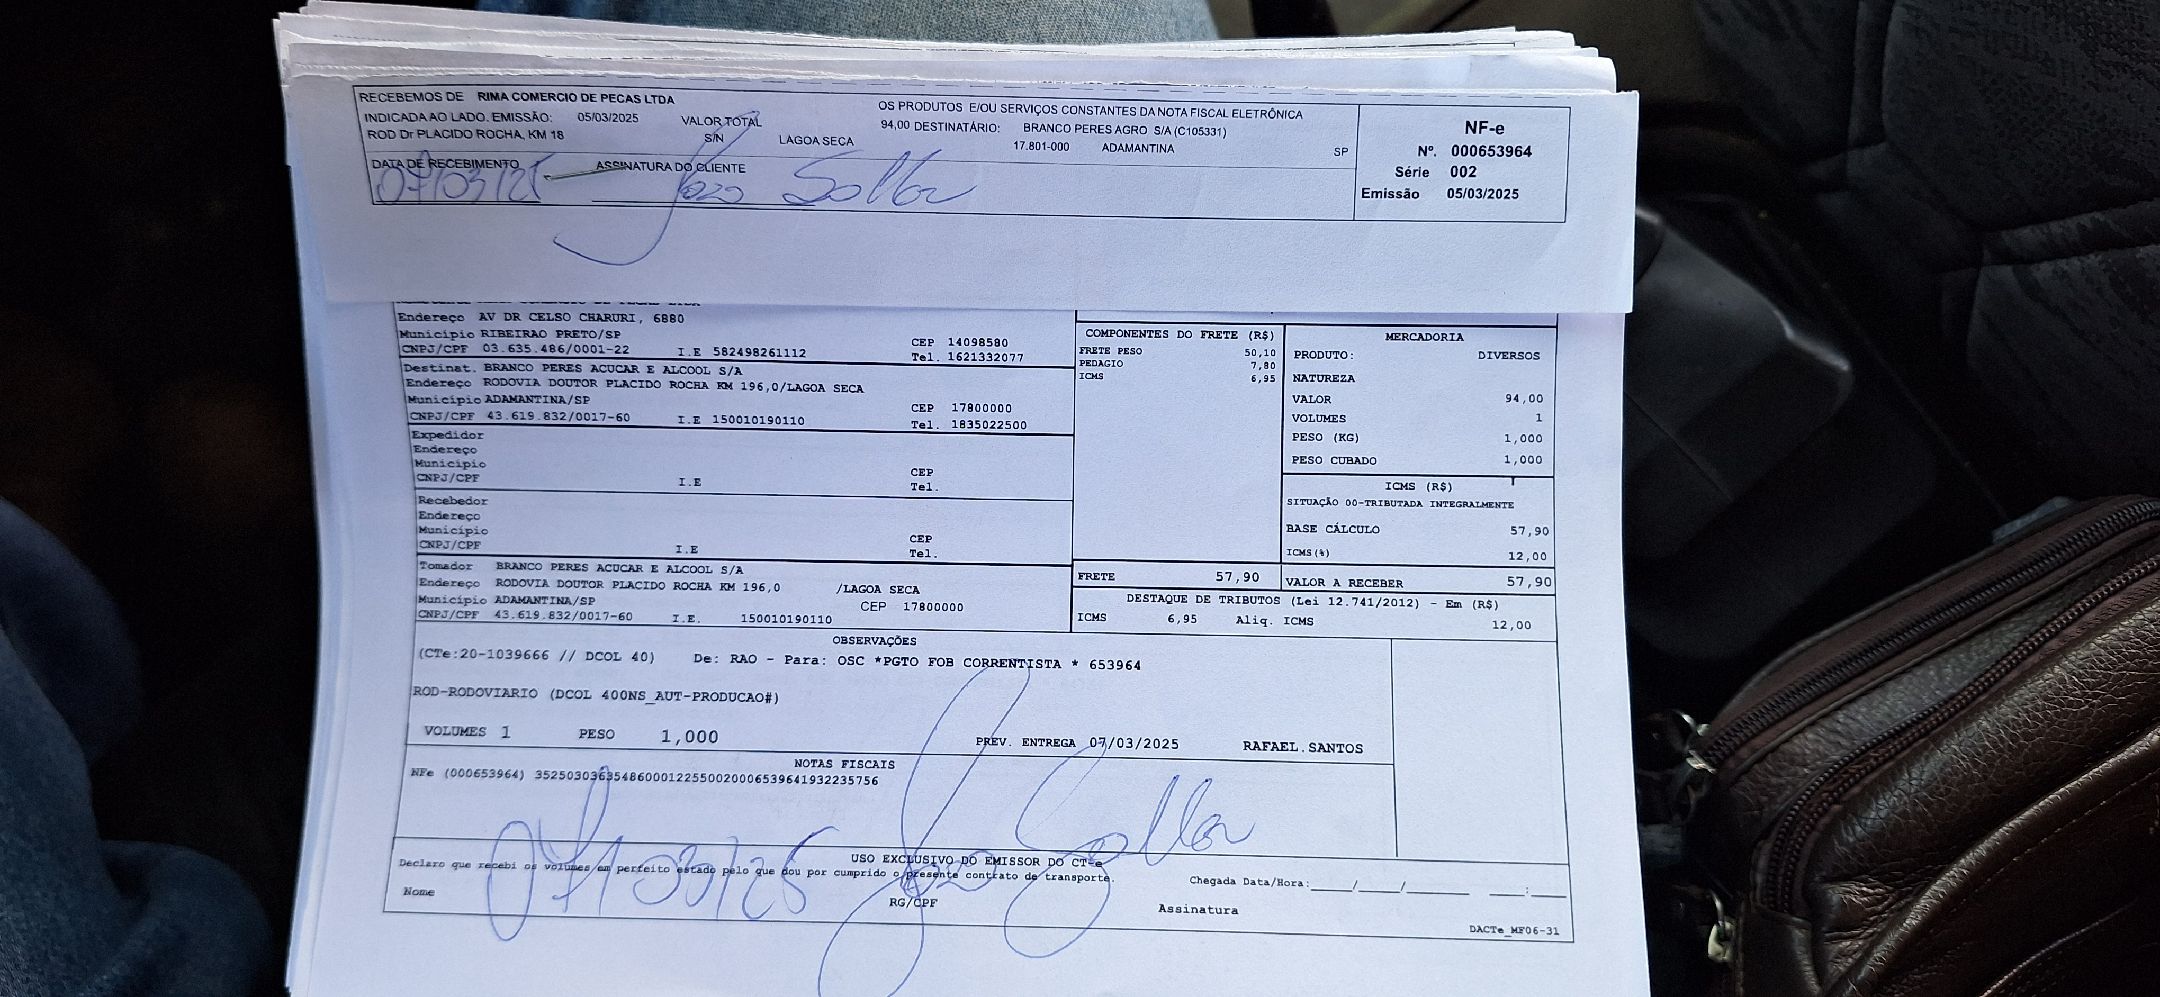 RECEBEMOS DE RIMA COMERCIO DE PECAS LTDA OS PRODUTOS E/OU SERVIÇOS CONSTANTES DA NOTA FISCAL ELETRÔNICA
INDICADA AO LADO. EMISSÃO: 05/03/2025 VALOR TOTAL 94,00 DESTINATÁRIO: BRANCO PERES AGRO S/A (C105331)
ROD Dr PLACIDO ROCHA, KM 18 S/N LAGOA SECA 17.801-000 ADAMANTINA SP
DATA DE RECEBIMENTO ASSINATURA DO CLIENTE
07/03/25
NF-e
Nº. 000653964
Série 002
Emissão 05/03/2025
Endereço AV DR CELSO CHARURI, 6880
Município RIBEIRAO PRETO/SP CEP 14098580
CNPJ/CPF 03.635.486/0001-22 I.E 582498261112 Tel. 1621332077
Destinat. BRANCO PERES ACUCAR E ALCOOL S/A
Endereço RODOVIA DOUTOR PLACIDO ROCHA KM 196,0/LAGOA SECA
Município ADAMANTINA/SP CEP 17800000
CNPJ/CPF 43.619.832/0017-60 I.E 150010190110 Tel. 1835022500
Expedidor
Endereço
Município CEP
CNPJ/CPF I.E Tel.
Recebedor
Endereço
Município CEP
CNPJ/CPF I.E Tel.
Tomador BRANCO PERES ACUCAR E ALCOOL S/A
Endereço RODOVIA DOUTOR PLACIDO ROCHA KM 196,0 /LAGOA SECA
Município ADAMANTINA/SP CEP 17800000
CNPJ/CPF 43.619.832/0017-60 I.E. 150010190110
COMPONENTES DO FRETE (R$)
FRETE PESO 50,10
PEDAGIO 7,80
ICMS 6,95
FRETE 57,90
MERCADORIA
PRODUTO: DIVERSOS
NATUREZA
VALOR 94,00
VOLUMES 1
PESO (KG) 1,000
PESO CUBADO 1,000
ICMS (R$)
SITUAÇÃO 00-TRIBUTADA INTEGRALMENTE
BASE CÁLCULO 57,90
ICMS(%) 12,00
VALOR A RECEBER 57,90
DESTAQUE DE TRIBUTOS (Lei 12.741/2012) - Em (R$)
ICMS 6,95 Aliq. ICMS 12,00
OBSERVAÇÕES
(CTe:20-1039666 // DCOL 40) De: RAO - Para: OSC *PGTO FOB CORRENTISTA * 653964
ROD-RODOVIARIO (DCOL 400NS_AUT-PRODUCAO#)
VOLUMES 1 PESO 1,000 PREV. ENTREGA 07/03/2025 RAFAEL.SANTOS
NOTAS FISCAIS
NFe (000653964) 35250303635486000122550020006539641932235756
USO EXCLUSIVO DO EMISSOR DO CT-e
Declaro que recebi os volumes em perfeito estado pelo que dou por cumprido o presente contrato de transporte.
Chegada Data/Hora:____/____/______ ___:___
Nome RG/CPF Assinatura
DACTe_MF06-31